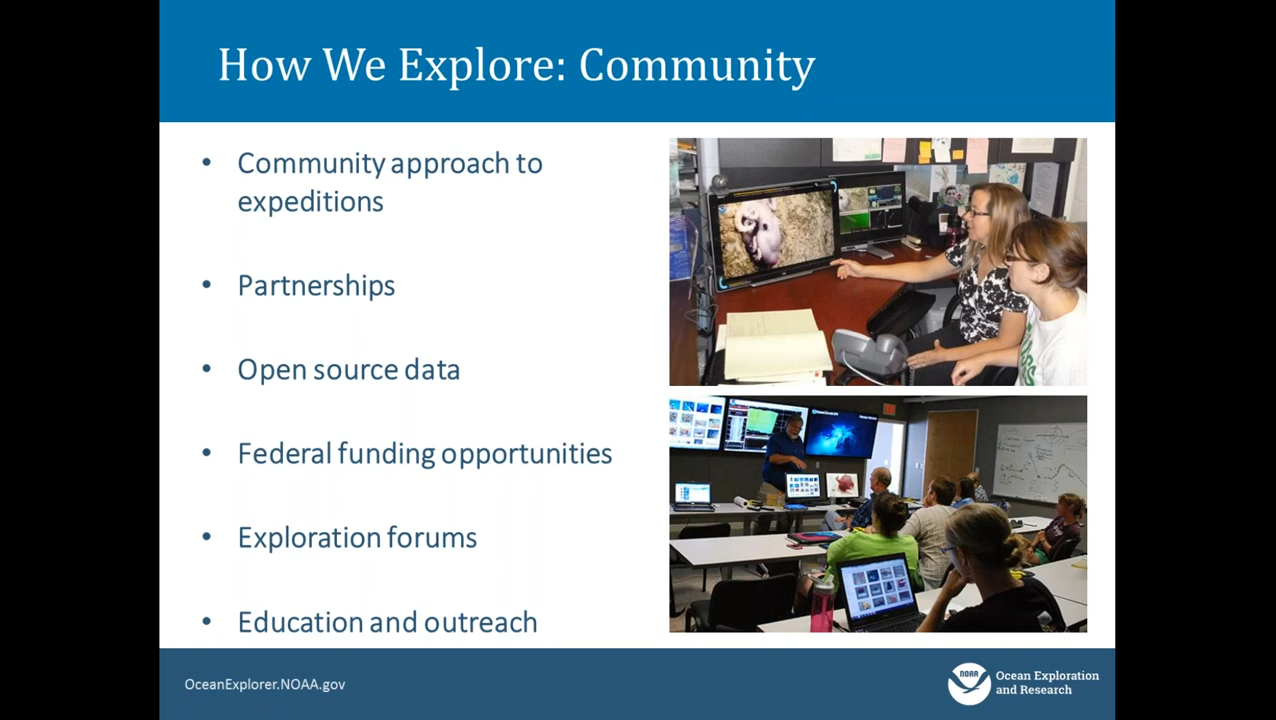 How We Explore: Community
• Community approach to
expeditions
• Partnerships
• Open source data
• Federal funding opportunities
• Exploration forums
• Education and outreach
OceanExplorer.NOAA.gov
NOAA
Ocean Exploration
and Research